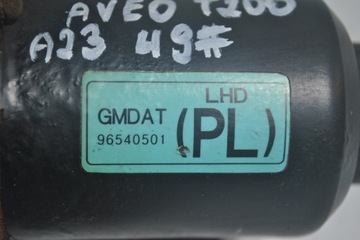 AVEO T200
A23 49#
LHD
GMDAT (PL)
96540501